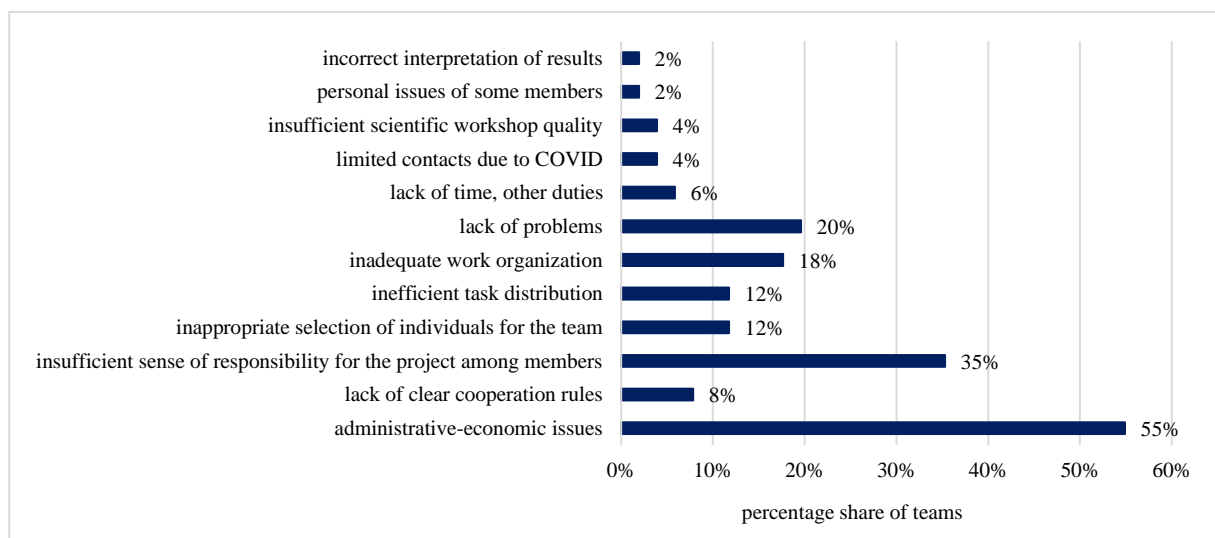 incorrect interpretation of results 2%
personal issues of some members 2%
insufficient scientific workshop quality 4%
limited contacts due to COVID 4%
lack of time, other duties 6%
lack of problems 20%
inadequate work organization 18%
inefficient task distribution 12%
inappropriate selection of individuals for the team 12%
insufficient sense of responsibility for the project among members 35%
lack of clear cooperation rules 8%
administrative-economic issues 55%
0% 10% 20% 30% 40% 50% 60%
percentage share of teams